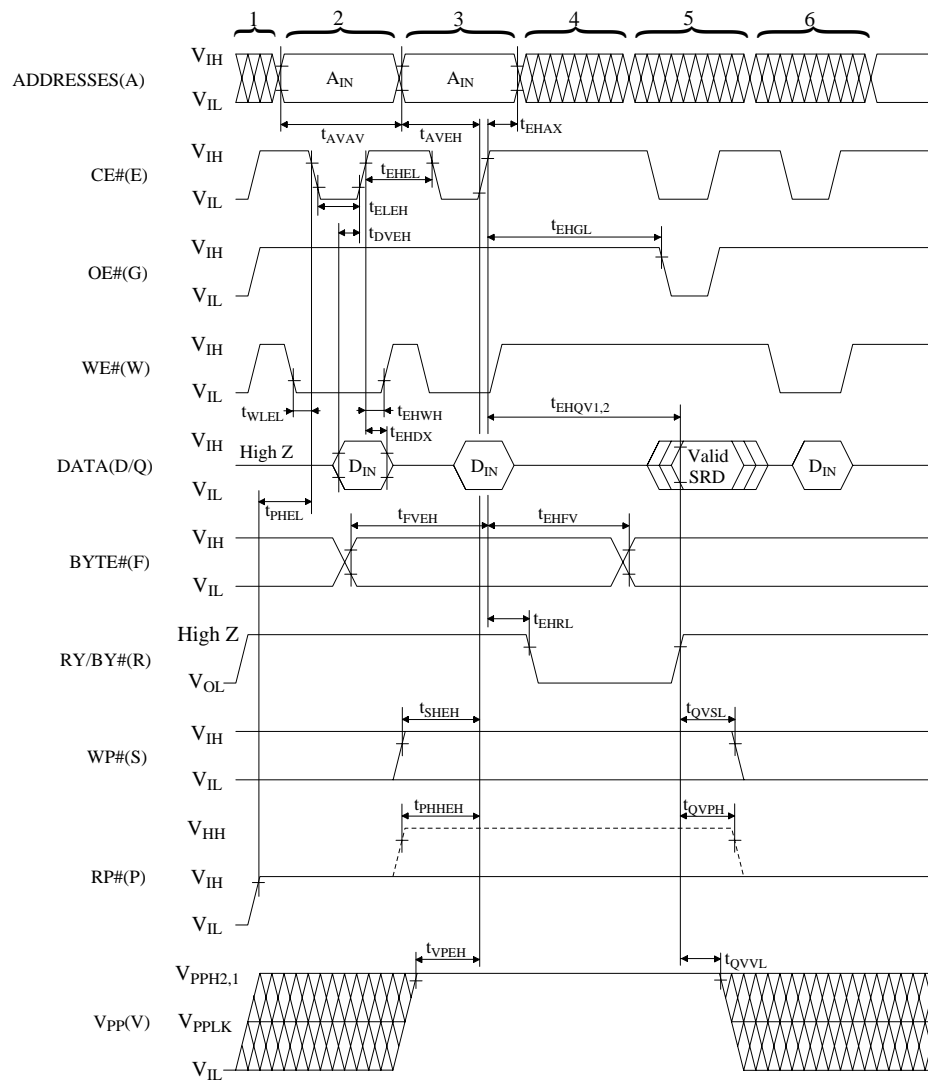 1 2 3 4 5 6
ADDRESSES(A)
VIH
VIL
AIN AIN
tAVAV tAVEH tEHAX
CE#(E)
VIH
VIL
tEHEL
tELEH
tDVEH tEHGL
OE#(G)
VIH
VIL
WE#(W)
VIH
VIL
tWLEL tEHWH tEHQV1,2
tEHDX
DATA(D/Q)
VIH
High Z
VIL
DIN DIN Valid SRD DIN
tPHEL
tFVEH tEHFV
BYTE#(F)
VIH
VIL
tEHRL
RY/BY#(R)
High Z
VOL
tSHEH tQVSL
WP#(S)
VIH
VIL
tPHHEH tQVPH
RP#(P)
VHH
VIH
VIL
tVPEH tQVVL
VPP(V)
VPPH2,1
VPPLK
VIL